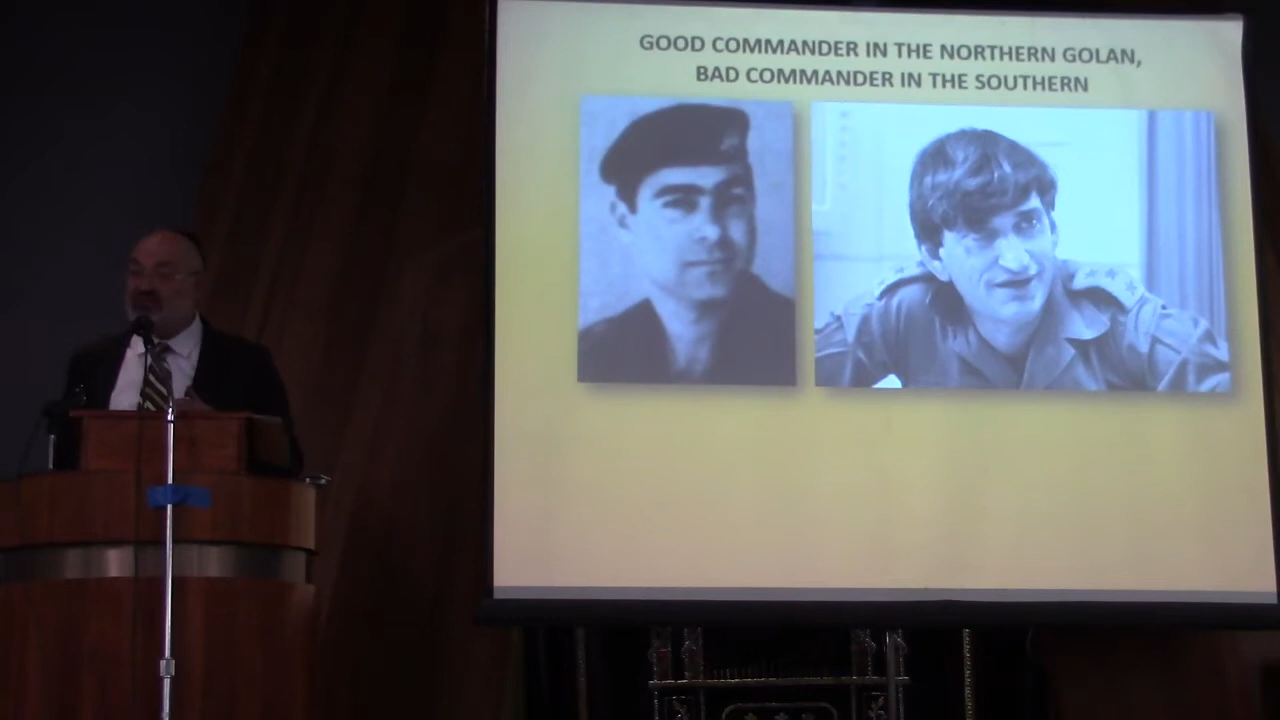 GOOD COMMANDER IN THE NORTHERN GOLAN,
BAD COMMANDER IN THE SOUTHERN